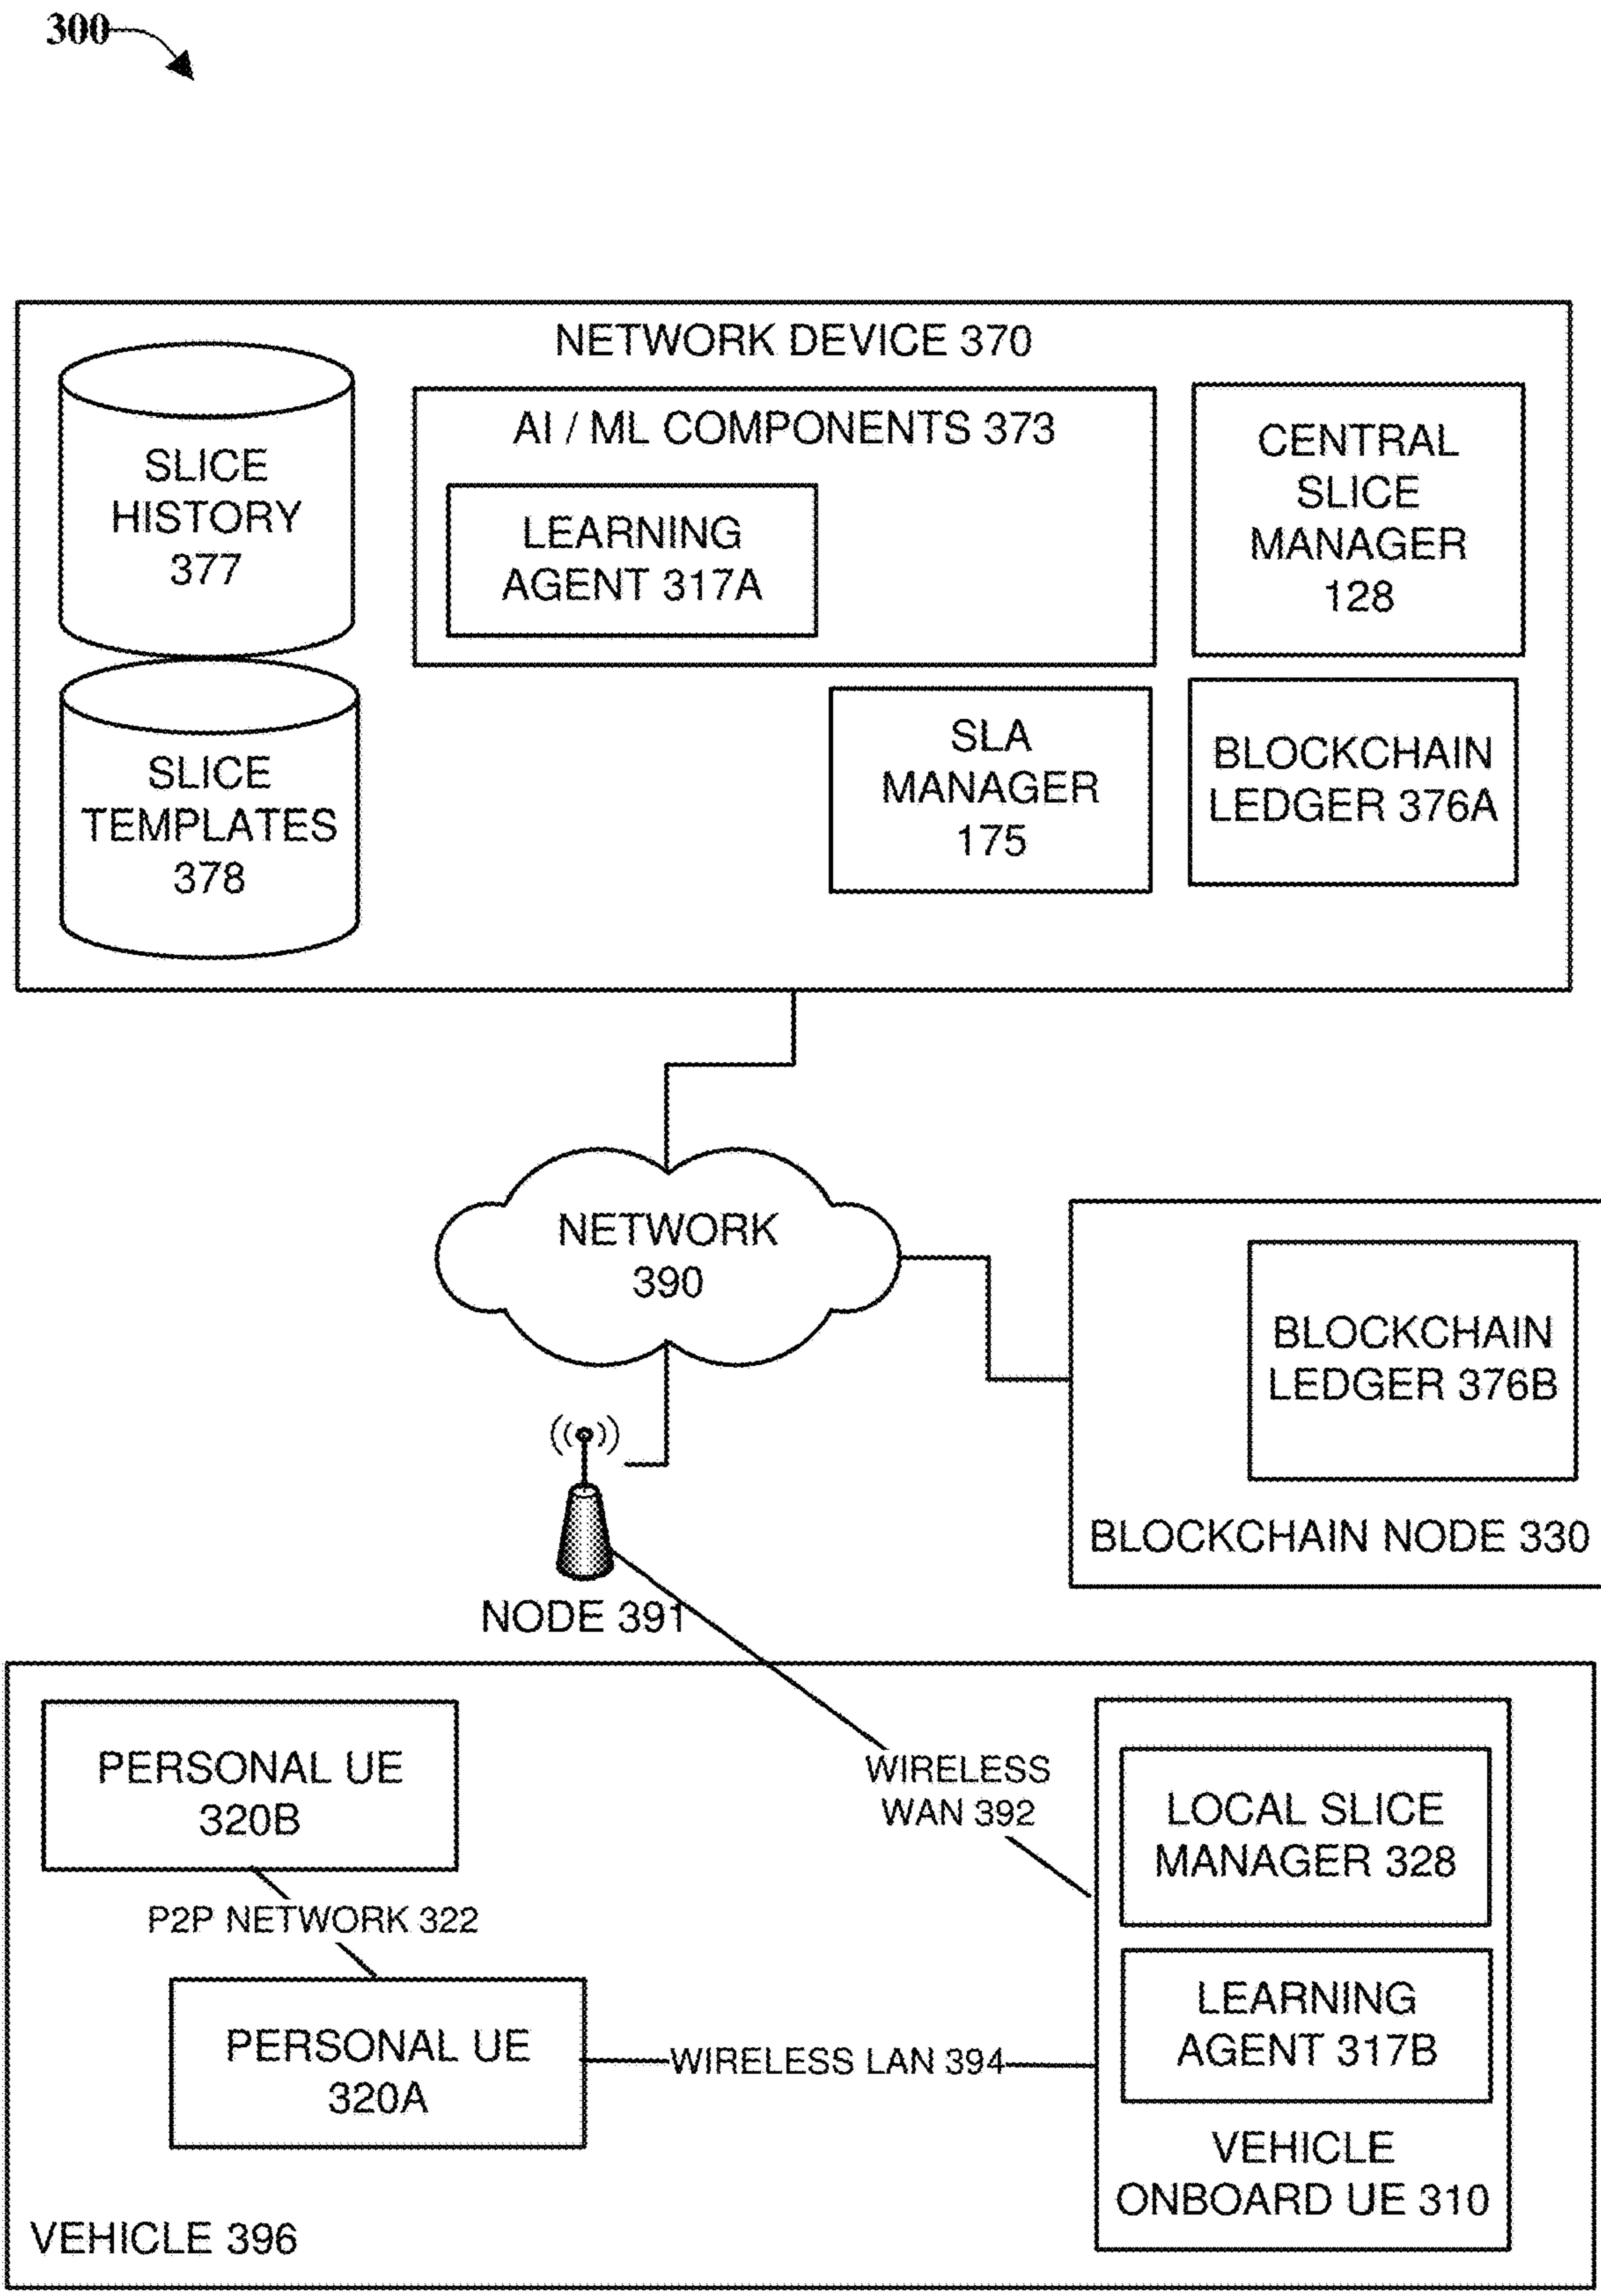 300
NETWORK DEVICE 370
SLICE
HISTORY
377
AI / ML COMPONENTS 373
LEARNING
AGENT 317A
CENTRAL
SLICE
MANAGER
128
SLICE
TEMPLATES
378
SLA
MANAGER
175
BLOCKCHAIN
LEDGER 376A
NETWORK
390
BLOCKCHAIN
LEDGER 376B
BLOCKCHAIN NODE 330
NODE 391
PERSONAL UE
320B
WIRELESS
WAN 392
LOCAL SLICE
MANAGER 328
P2P NETWORK 322
LEARNING
AGENT 317B
PERSONAL UE
320A
WIRELESS LAN 394
VEHICLE
ONBOARD UE 310
VEHICLE 396